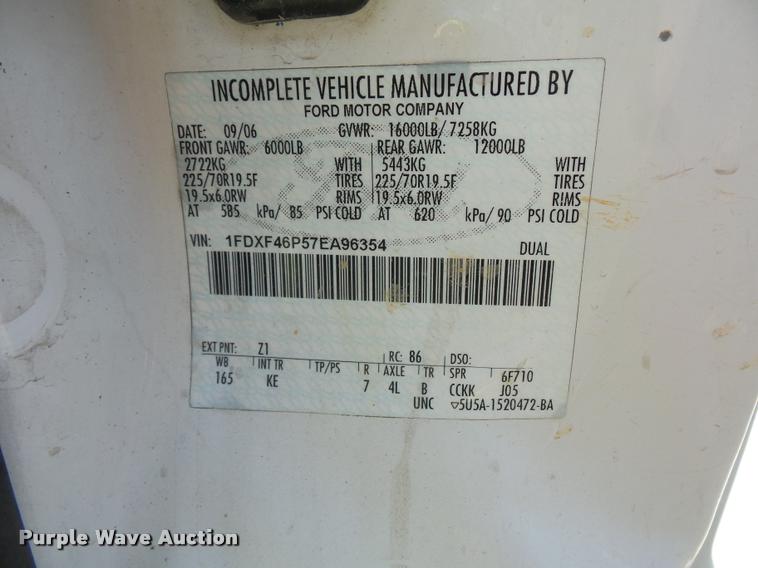 INCOMPLETE VEHICLE MANUFACTURED BY
FORD MOTOR COMPANY
DATE: 09/06 GVWR: 16000LB/ 7258KG
FRONT GAWR: 6000LB REAR GAWR: 12000LB
2722KG WITH 5443KG WITH
225/70R19.5F TIRES 225/70R19.5F TIRES
19.5x6.0RW RIMS 19.5x6.0RW RIMS
AT 585 kPa/ 85 PSI COLD AT 620 kPa/ 90 PSI COLD
VIN: 1FDXF46P57EA96354 DUAL
EXT PNT: Z1 RC: 86 DSO:
WB INT TR TP/PS R AXLE TR SPR 6F710
165 KE 7 4L B CCKK J05
UNC ▽5U5A-1520472-BA
Purple Wave Auction